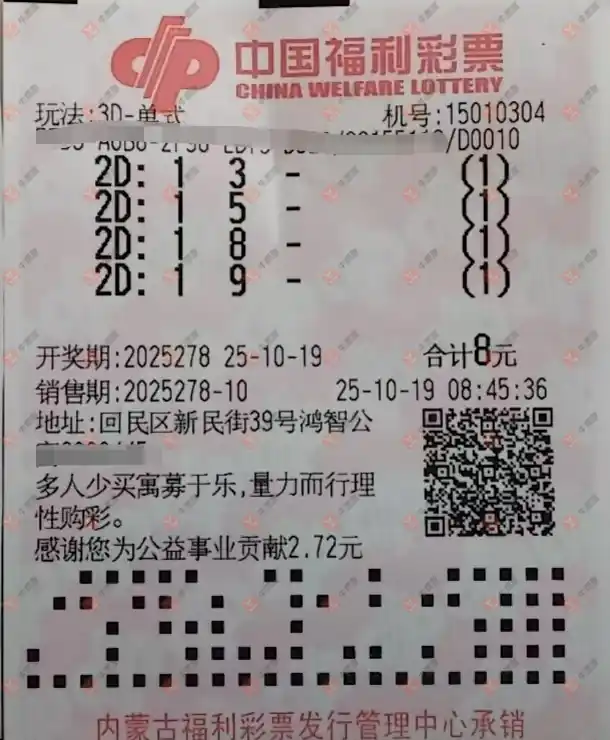 中国福利彩票
CHINA WELFARE LOTTERY
玩法:3D-单式 机号:15010304
/D0010
2D: 1 3 - (1)
2D: 1 5 - (1)
2D: 1 8 - (1)
2D: 1 9 - (1)
开奖期:2025278 25-10-19 合计8元
销售期:2025278-10 25-10-19 08:45:36
地址:回民区新民街39号鸿智公
多人少买寓募于乐,量力而行理
性购彩。
感谢您为公益事业贡献2.72元
内蒙古福利彩票发行管理中心承销